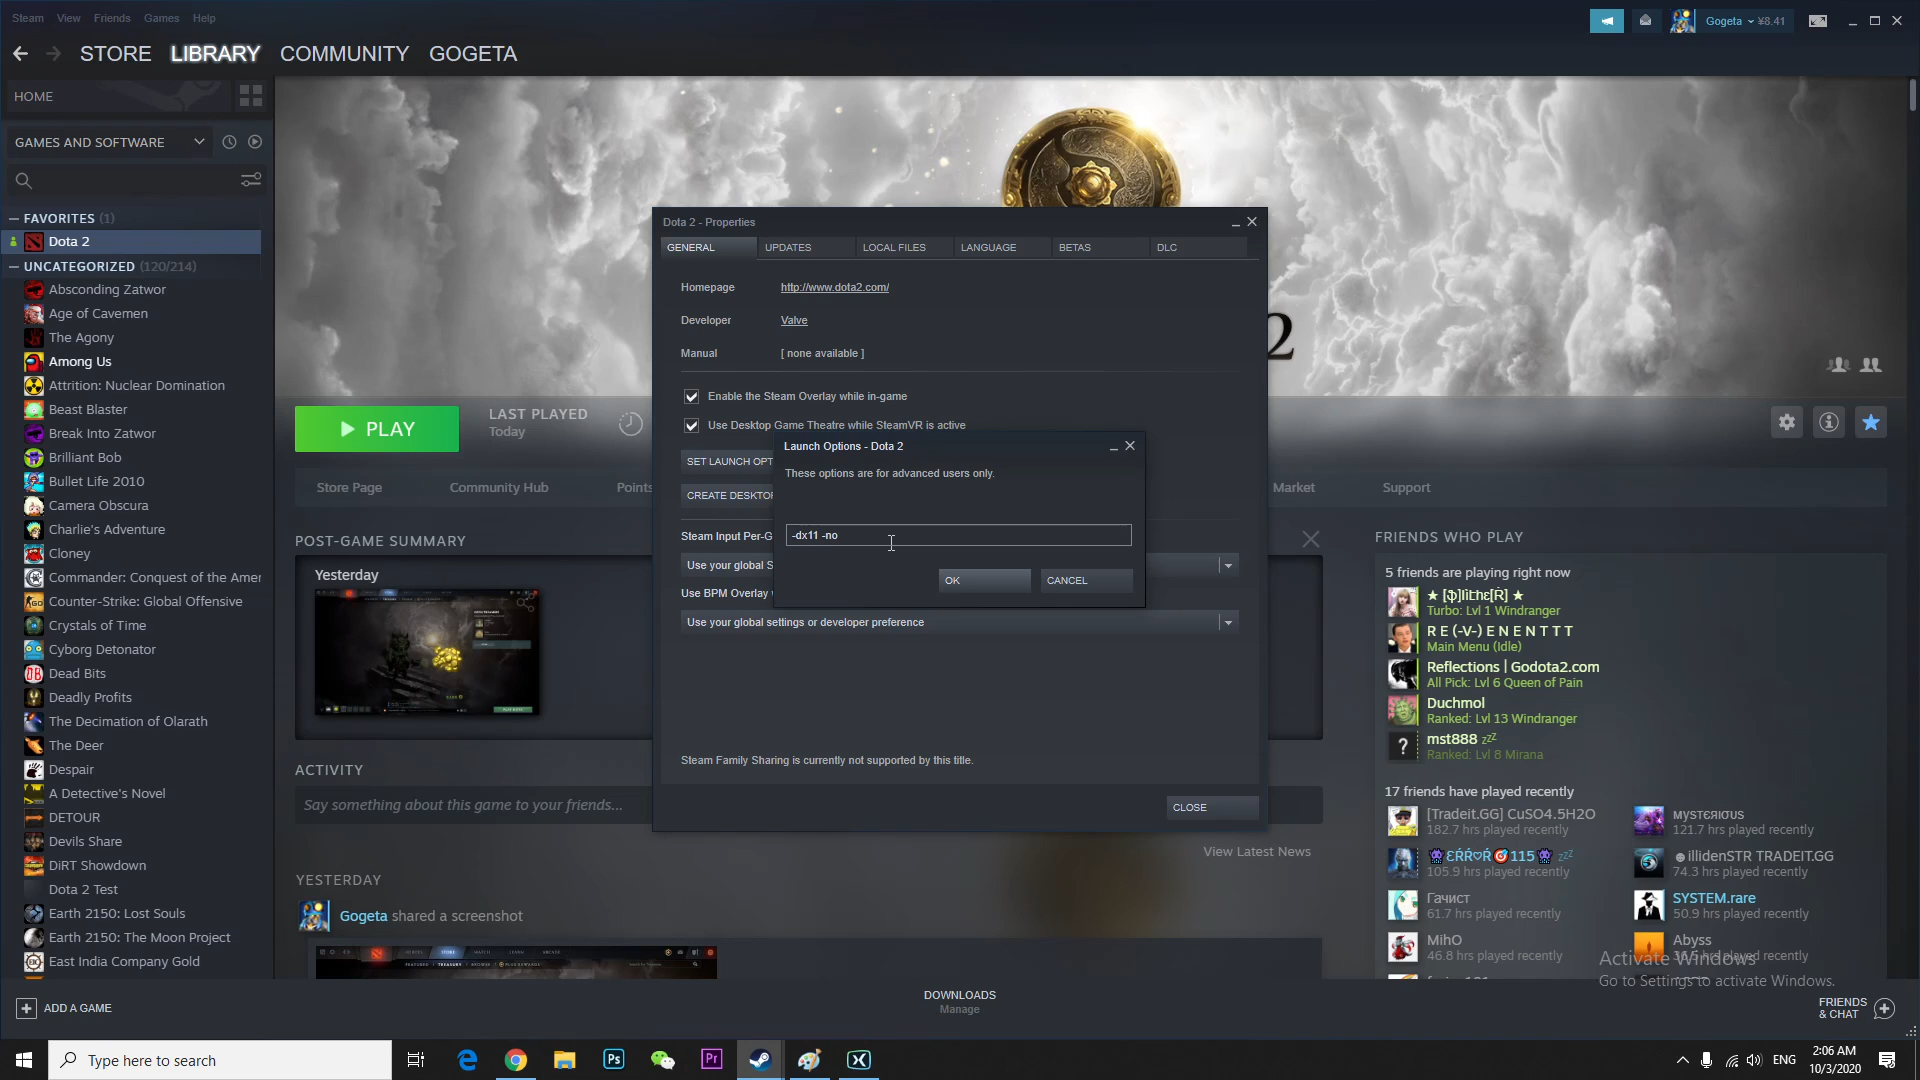 Steam View Friends Games Help
Gogeta ¥8.41
STORE LIBRARY COMMUNITY GOGETA
HOME
GAMES AND SOFTWARE
FAVORITES (1)
Dota 2
UNCATEGORIZED (120/214)
Absconding Zatwor
Age of Cavemen
The Agony
Among Us
Attrition: Nuclear Domination
Beast Blaster
Break Into Zatwor
Brilliant Bob
Bullet Life 2010
Camera Obscura
Charlie's Adventure
Cloney
Commander: Conquest of the Amer
Counter-Strike: Global Offensive
Crystals of Time
Cyborg Detonator
Dead Bits
Deadly Profits
The Decimation of Olarath
The Deer
Despair
A Detective's Novel
DETOUR
Devils Share
DiRT Showdown
Dota 2 Test
Earth 2150: Lost Souls
Earth 2150: The Moon Project
East India Company Gold
ADD A GAME
2
PLAY
LAST PLAYED
Today
Store Page Community Hub Points Market Support
POST-GAME SUMMARY
Yesterday
ACTIVITY
Say something about this game to your friends...
View Latest News
YESTERDAY
Gogeta shared a screenshot
Dota 2 - Properties
GENERAL UPDATES LOCAL FILES LANGUAGE BETAS DLC
Homepage http://www.dota2.com/
Developer Valve
Manual [ none available ]
Enable the Steam Overlay while in-game
Use Desktop Game Theatre while SteamVR is active
SET LAUNCH OPT
CREATE DESKTOP
Steam Input Per-G
Use your global S
Use BPM Overlay
Use your global settings or developer preference
Steam Family Sharing is currently not supported by this title.
CLOSE
Launch Options - Dota 2
These options are for advanced users only.
-dx11 -no
OK CANCEL
FRIENDS WHO PLAY
5 friends are playing right now
Turbo: Lvl 1 Windranger
R E (-V-) E N E N T T T
Main Menu (Idle)
Reflections | Godota2.com
All Pick: Lvl 6 Queen of Pain
Duchmol
Ranked: Lvl 13 Windranger
mst888 zzZ
Ranked: Lvl 8 Mirana
17 friends have played recently
[Tradeit.GG] CuSO4.5H2O
182.7 hrs played recently
121.7 hrs played recently
105.9 hrs played recently
illidenSTR TRADEIT.GG
74.3 hrs played recently
Гачист
61.7 hrs played recently
SYSTEM.rare
50.9 hrs played recently
MihO
46.8 hrs played recently
Abyss
Activate Windows
Go to Settings to activate Windows.
DOWNLOADS
Manage
FRIENDS
& CHAT
Type here to search
ENG
2:06 AM
10/3/2020